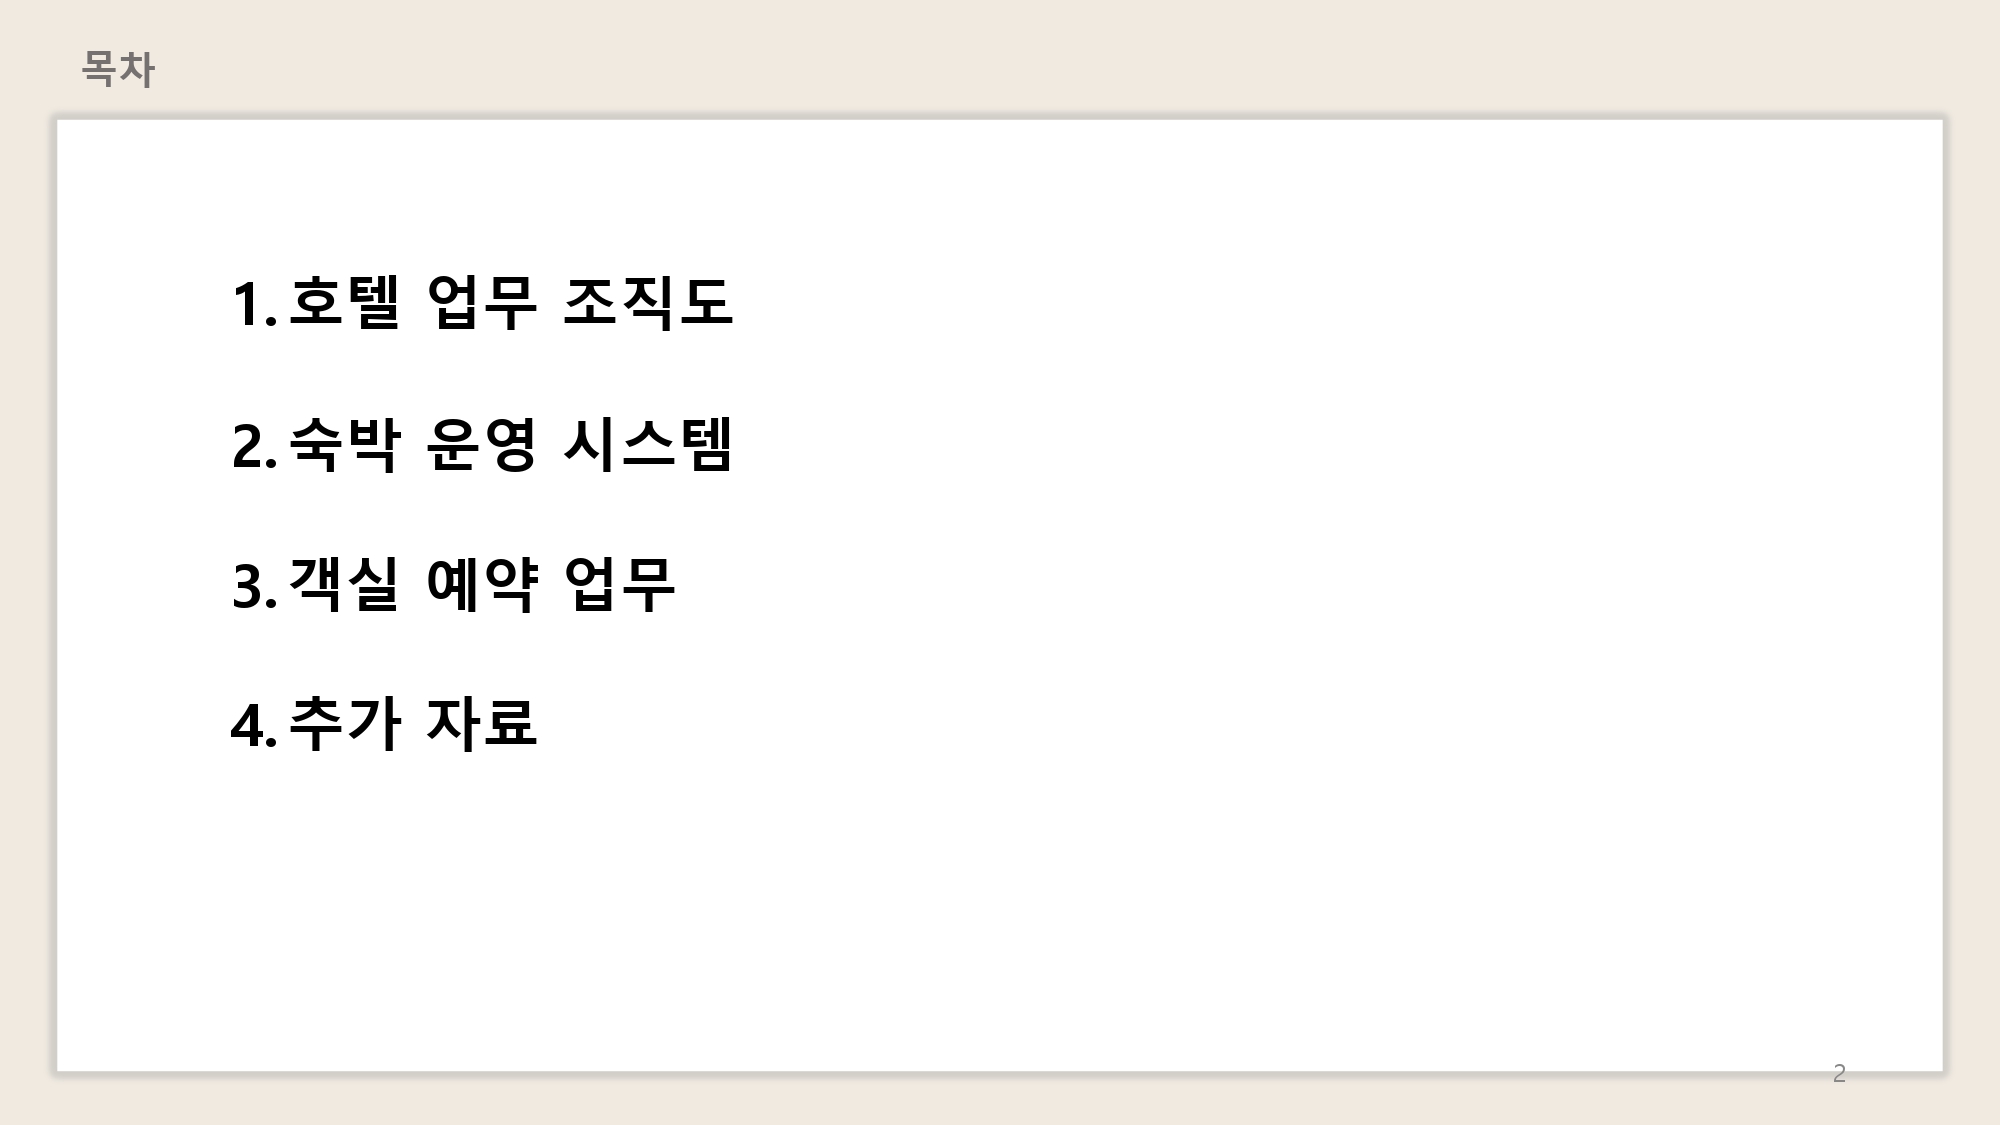 목차
1. 호텔 업무 조직도
2. 숙박 운영 시스템
3. 객실 예약 업무
4. 추가 자료
2